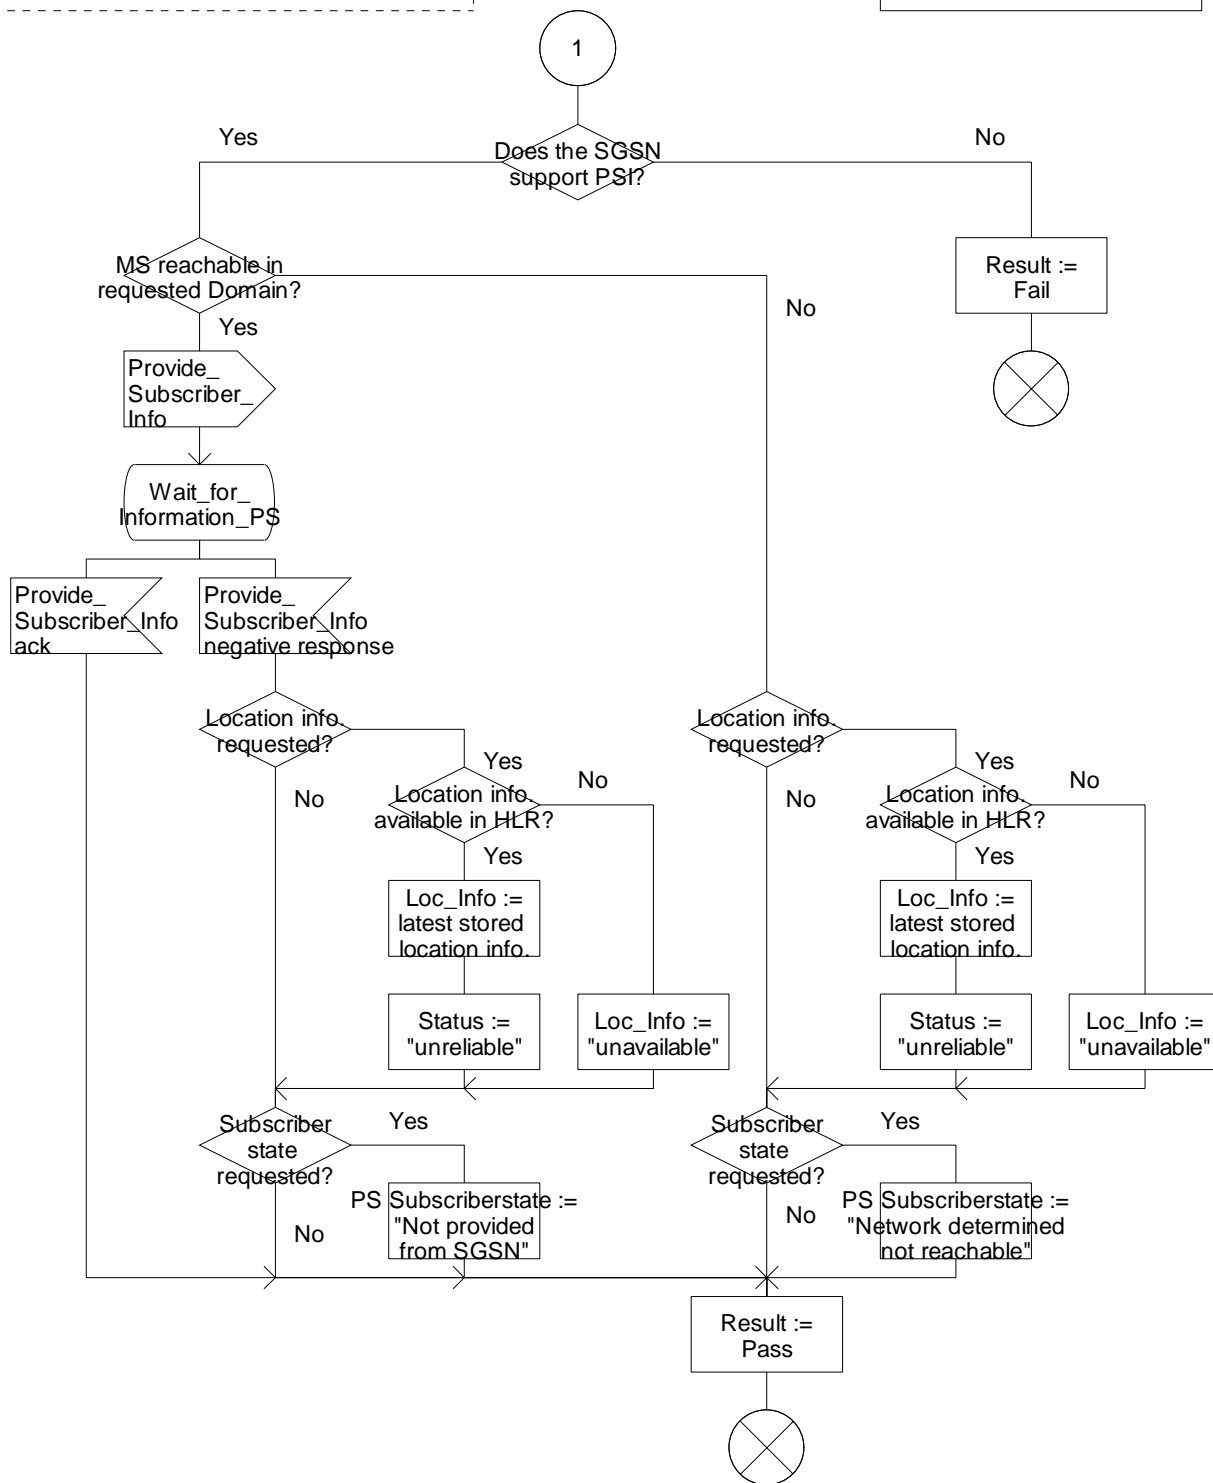 1
Yes
No
Does the SGSN
support PSI?
MS reachable in
requested Domain?
Result :=
Fail
No
Yes
Provide_
Subscriber_
Info
Wait_for_
Information_PS
Provide_
Subscriber_Info
ack
Provide_
Subscriber_Info
negative response
Location info.
requested?
Location info.
requested?
Yes
No
Yes
No
No
Location info.
available in HLR?
No
Location info.
available in HLR?
Yes
Yes
Loc_Info :=
latest stored
location info.
Loc_Info :=
latest stored
location info.
Status :=
"unreliable"
Loc_Info :=
"unavailable"
Status :=
"unreliable"
Loc_Info :=
"unavailable"
Subscriber
state
requested?
Yes
Subscriber
state
requested?
Yes
No
PS Subscriberstate :=
"Not provided
from SGSN"
No
PS Subscriberstate :=
"Network determined
not reachable"
Result :=
Pass